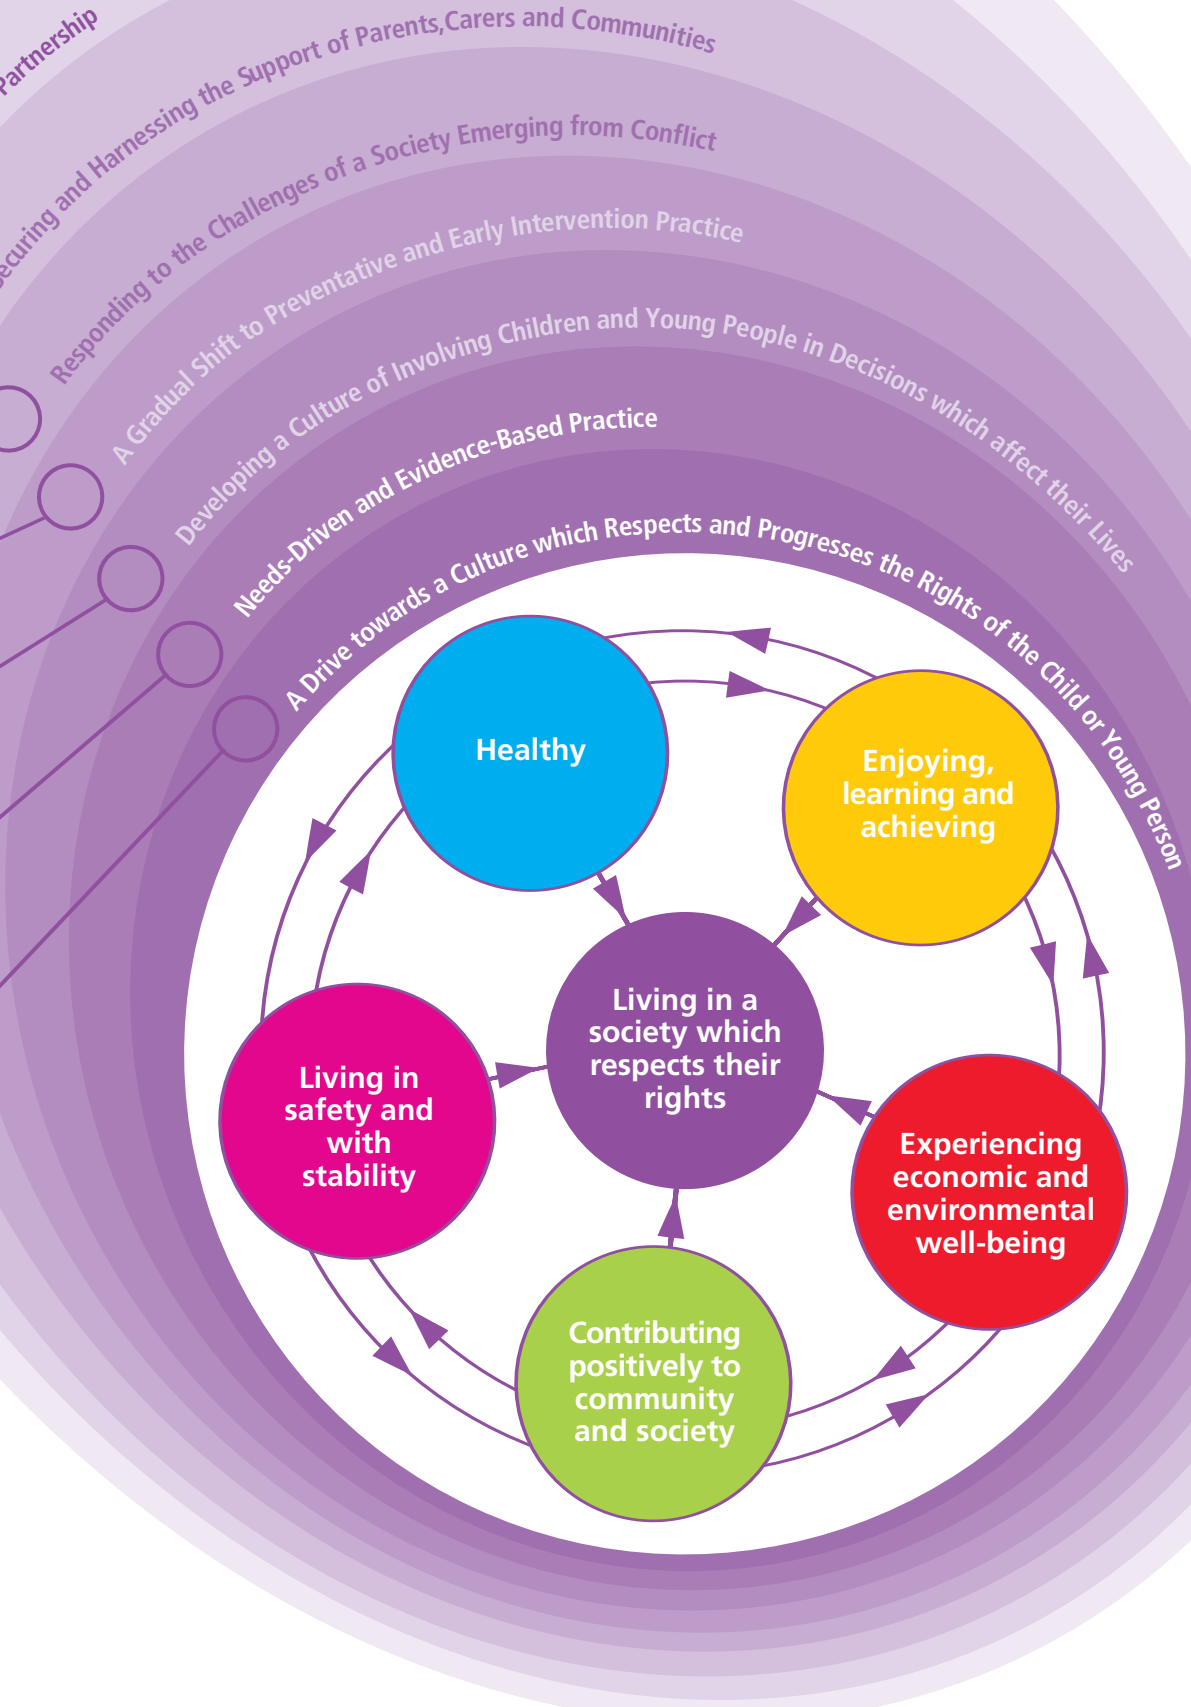 Partnership
Securing and Harnessing the Support of Parents,Carers and Communities
Responding to the Challenges of a Society Emerging from Conflict
A Gradual Shift to Preventative and Early Intervention Practice
Developing a Culture of Involving Children and Young People in Decisions which affect their Lives
Needs-Driven and Evidence-Based Practice
A Drive towards a Culture which Respects and Progresses the Rights of the Child or Young Person
Healthy
Enjoying,
learning and
achieving
Living in a
society which
respects their
rights
Living in
safety and
with
stability
Experiencing
economic and
environmental
well-being
Contributing
positively to
community
and society